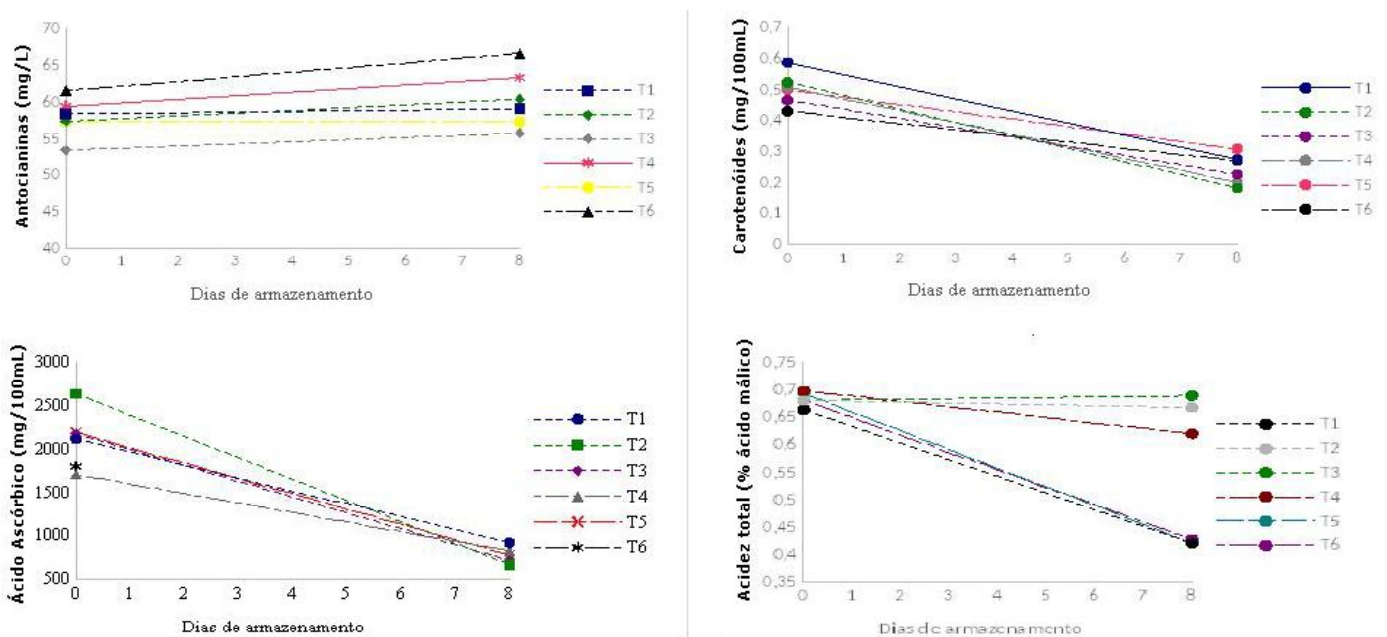 Antocianinas (mg/L)
70
65
60
55
50
45
40
0 1 2 3 4 5 6 7 8
Dias de armazenamento
T1
T2
T3
T4
T5
T6
Carotenóides (mg/100mL)
0,7
0,6
0,5
0,4
0,3
0,2
0,1
0
0 1 2 3 4 5 6 7 8
Dias de armazenamento
T1
T2
T3
T4
T5
T6
Ácido Ascórbico (mg/100mL)
3000
2500
2000
1500
1000
500
0 1 2 3 4 5 6 7 8
Dias de armazenamento
T1
T2
T3
T4
T5
T6
Acidez total (% ácido málico)
0,75
0,7
0,65
0,6
0,55
0,5
0,45
0,4
0,35
0 1 2 3 4 5 6 7 8
Dias de armazenamento
T1
T2
T3
T4
T5
T6